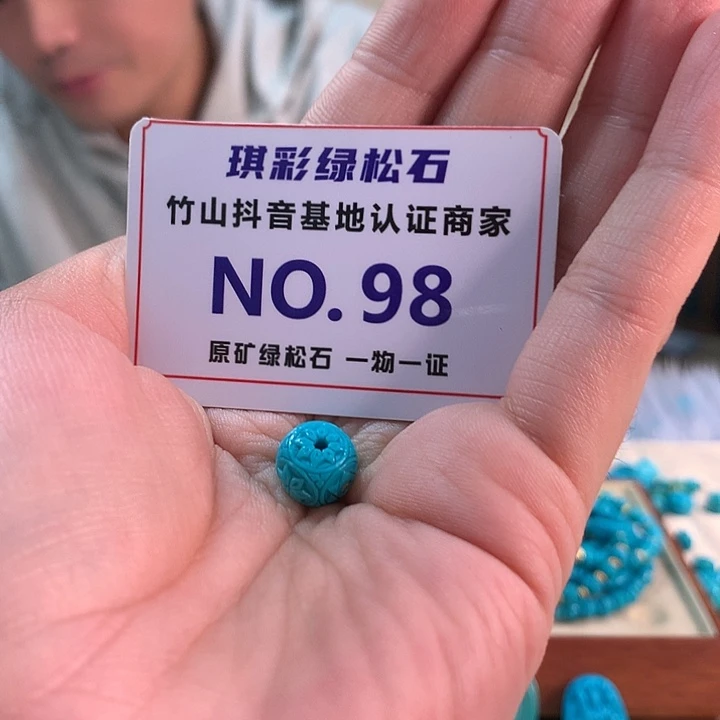 琪彩绿松石
竹山抖音基地认证商家
NO.98
原矿绿松石 一物一证